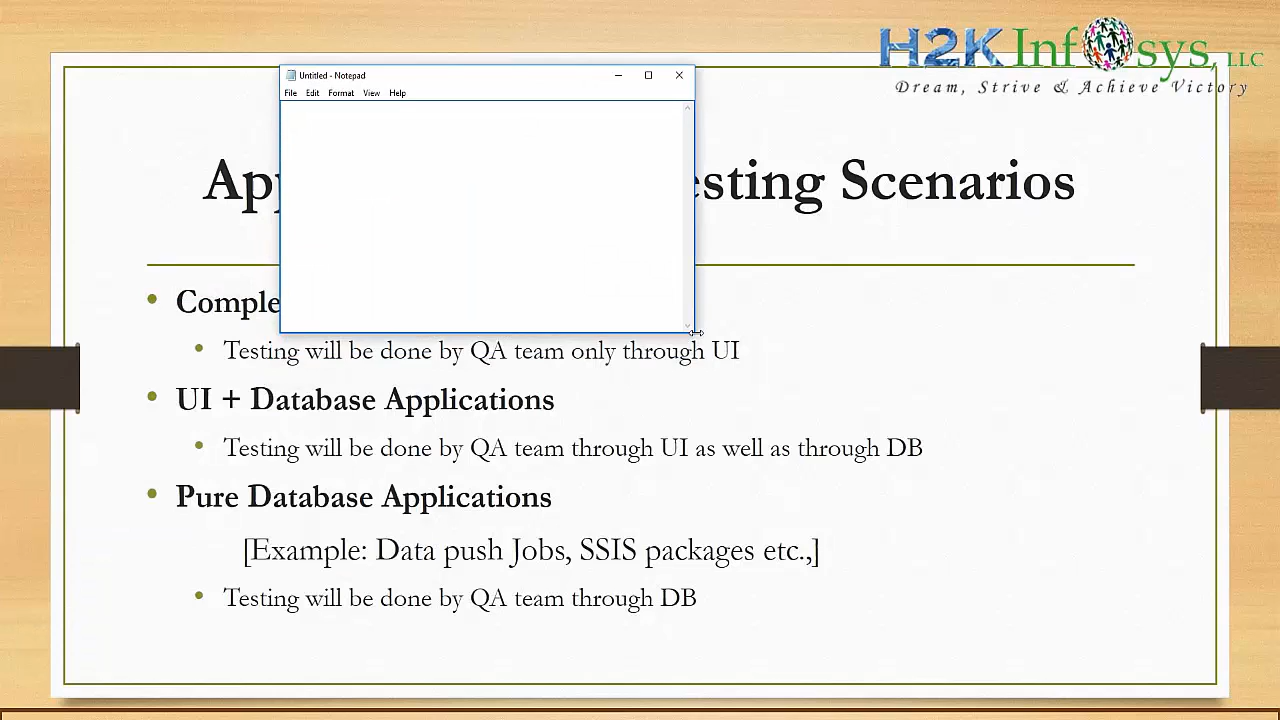 H2K Infosys, LLC
Dream, Strive & Achieve Victory
Untitled - Notepad
File Edit Format View Help
Testing Scenarios
• Comple
• Testing will be done by QA team only through UI
• UI + Database Applications
• Testing will be done by QA team through UI as well as through DB
• Pure Database Applications
[Example: Data push Jobs, SSIS packages etc.,]
• Testing will be done by QA team through DB